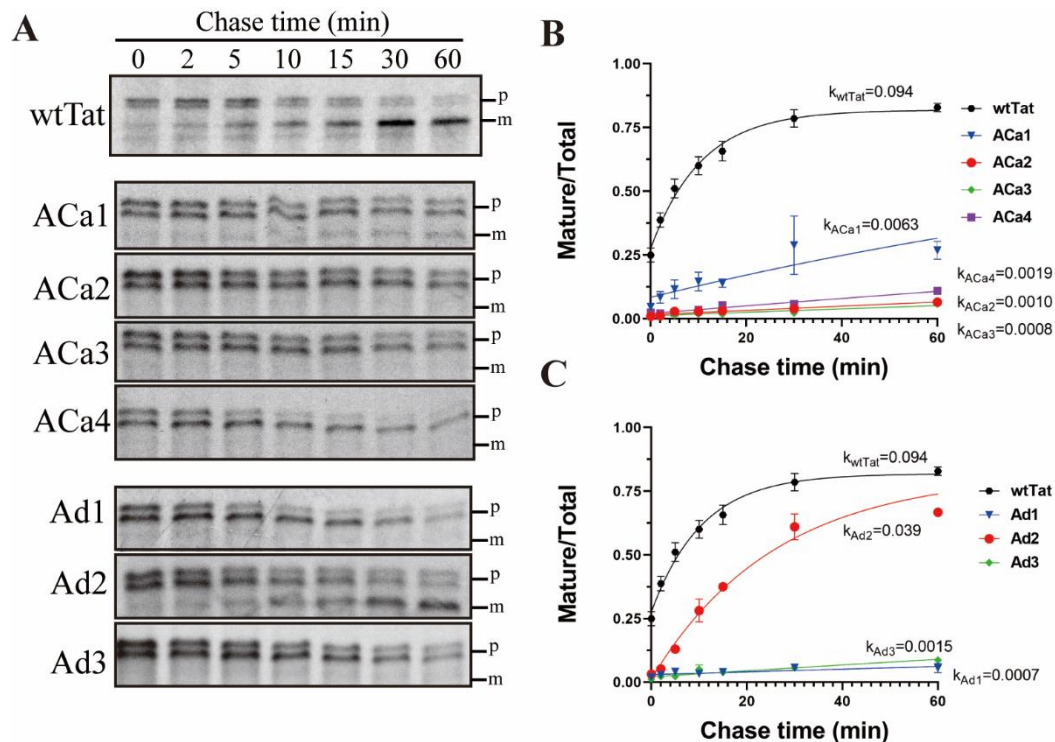 A
Chase time (min)
0 2 5 10 15 30 60
wtTat
p
m
ACa1
p
m
ACa2
p
m
ACa3
p
m
ACa4
p
m
Ad1
p
m
Ad2
p
m
Ad3
p
m
B
Mature/Total
1.00
0.75
0.50
0.25
0.00
kwtTat=0.094
kACa1=0.0063
kACa4=0.0019
kACa2=0.0010
kACa3=0.0008
wtTat
ACa1
ACa2
ACa3
ACa4
0 20 40 60
Chase time (min)
C
Mature/Total
1.00
0.75
0.50
0.25
0.00
kwtTat=0.094
kAd2=0.039
kAd3=0.0015
kAd1=0.0007
wtTat
Ad1
Ad2
Ad3
0 20 40 60
Chase time (min)